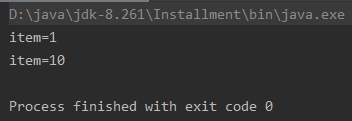 D:\java\jdk-8.261\Installment\bin\java.exe
item=1
item=10
Process finished with exit code 0